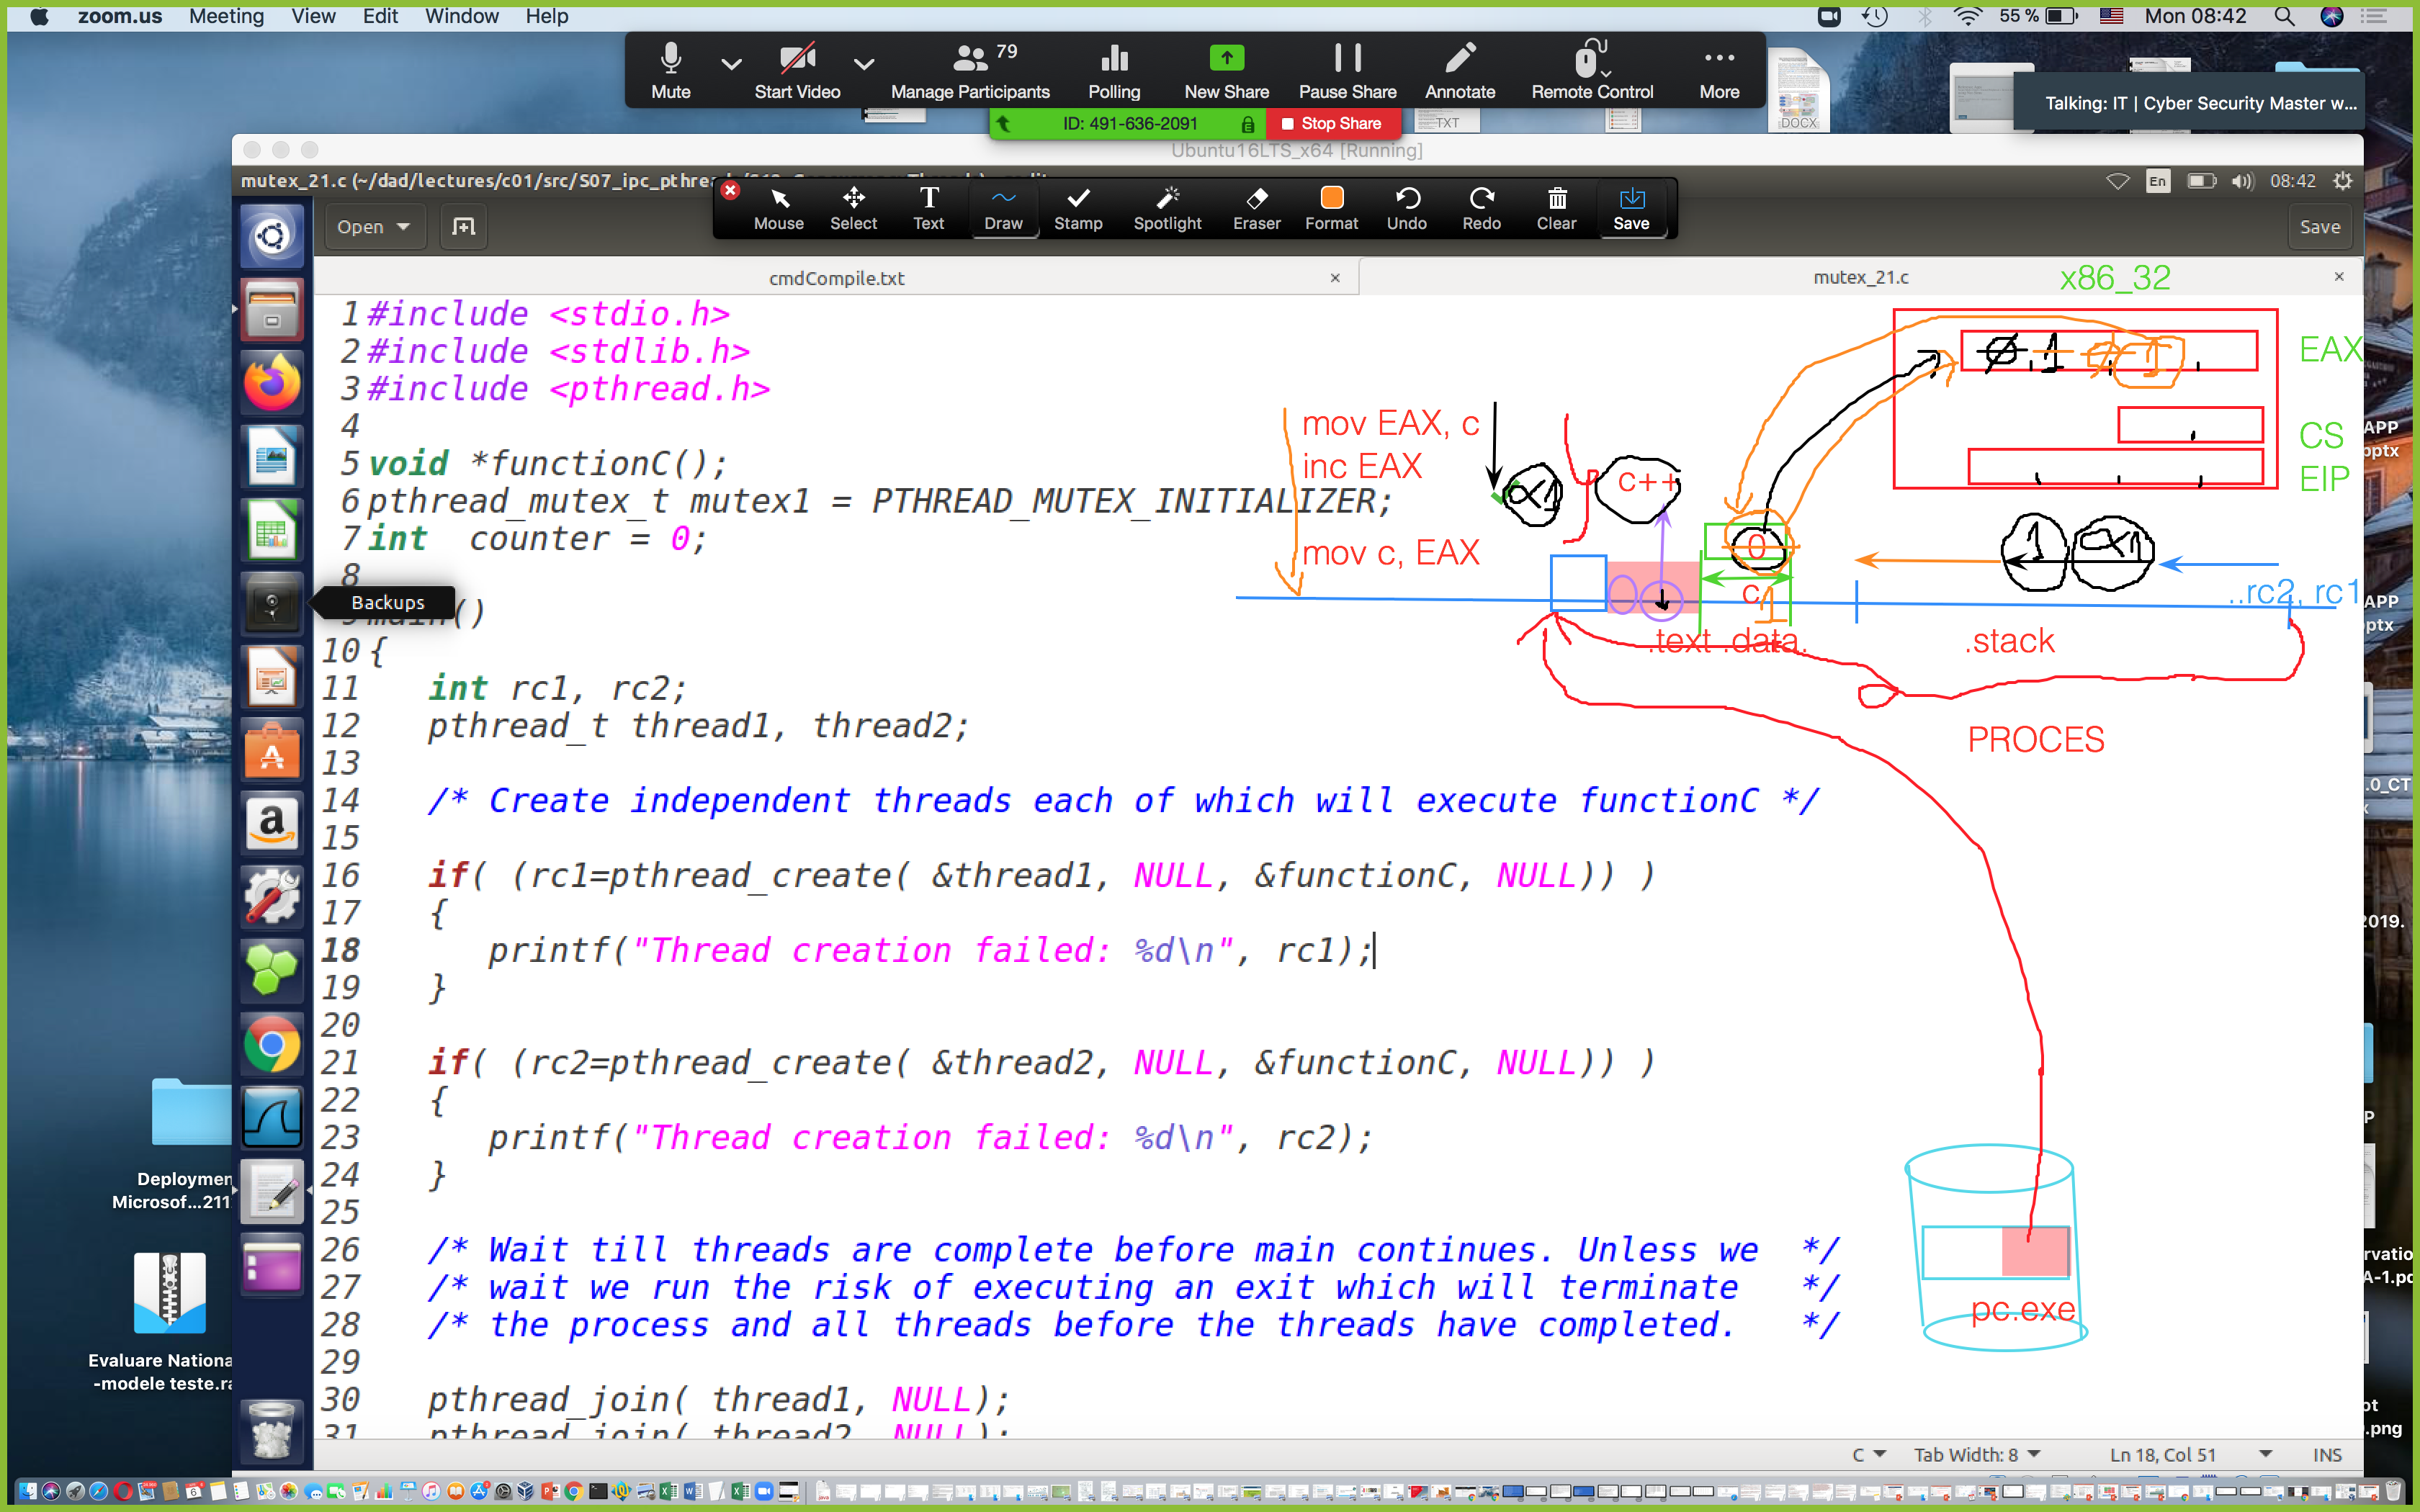 zoom.us Meeting View Edit Window Help
55 % Mon 08:42
Mute Start Video Manage Participants 79 Polling New Share Pause Share Annotate Remote Control More
ID: 491-636-2091 Stop Share
Talking: IT | Cyber Security Master w...
TXT
DOCX
Ubuntu16LTS_x64 [Running]
mutex_21.c (~/dad/lectures/c01/src/S07_ipc_pthrea
En 08:42
Mouse Select Text Draw Stamp Spotlight Eraser Format Undo Redo Clear Save
Open
Save
cmdCompile.txt ×
mutex_21.c ×
x86_32
1 #include <stdio.h>
2 #include <stdlib.h>
3 #include <pthread.h>
4
5 void *functionC();
6 pthread_mutex_t mutex1 = PTHREAD_MUTEX_INITIALIZER;
7 int counter = 0;
8
9 main()
10 {
11 int rc1, rc2;
12 pthread_t thread1, thread2;
13
14 /* Create independent threads each of which will execute functionC */
15
16 if( (rc1=pthread_create( &thread1, NULL, &functionC, NULL)) )
17 {
18 printf("Thread creation failed: %d\n", rc1);
19 }
20
21 if( (rc2=pthread_create( &thread2, NULL, &functionC, NULL)) )
22 {
23 printf("Thread creation failed: %d\n", rc2);
24 }
25
26 /* Wait till threads are complete before main continues. Unless we */
27 /* wait we run the risk of executing an exit which will terminate */
28 /* the process and all threads before the threads have completed. */
29
30 pthread_join( thread1, NULL);
31 pthread_join( thread2, NULL);
Backups
mov EAX, c
inc EAX
mov c, EAX
c++
0
c
1
1
EAX
CS
EIP
..rc2, rc1
.text .data.
.stack
PROCES
pc.exe
C Tab Width: 8 Ln 18, Col 51 INS
Deploymen
Microsof...211
Evaluare Nationa
-modele teste.ra
APP
pptx
APP
pptx
.0_CT
2019.
P
rvatio
A-1.pd
ot
.png